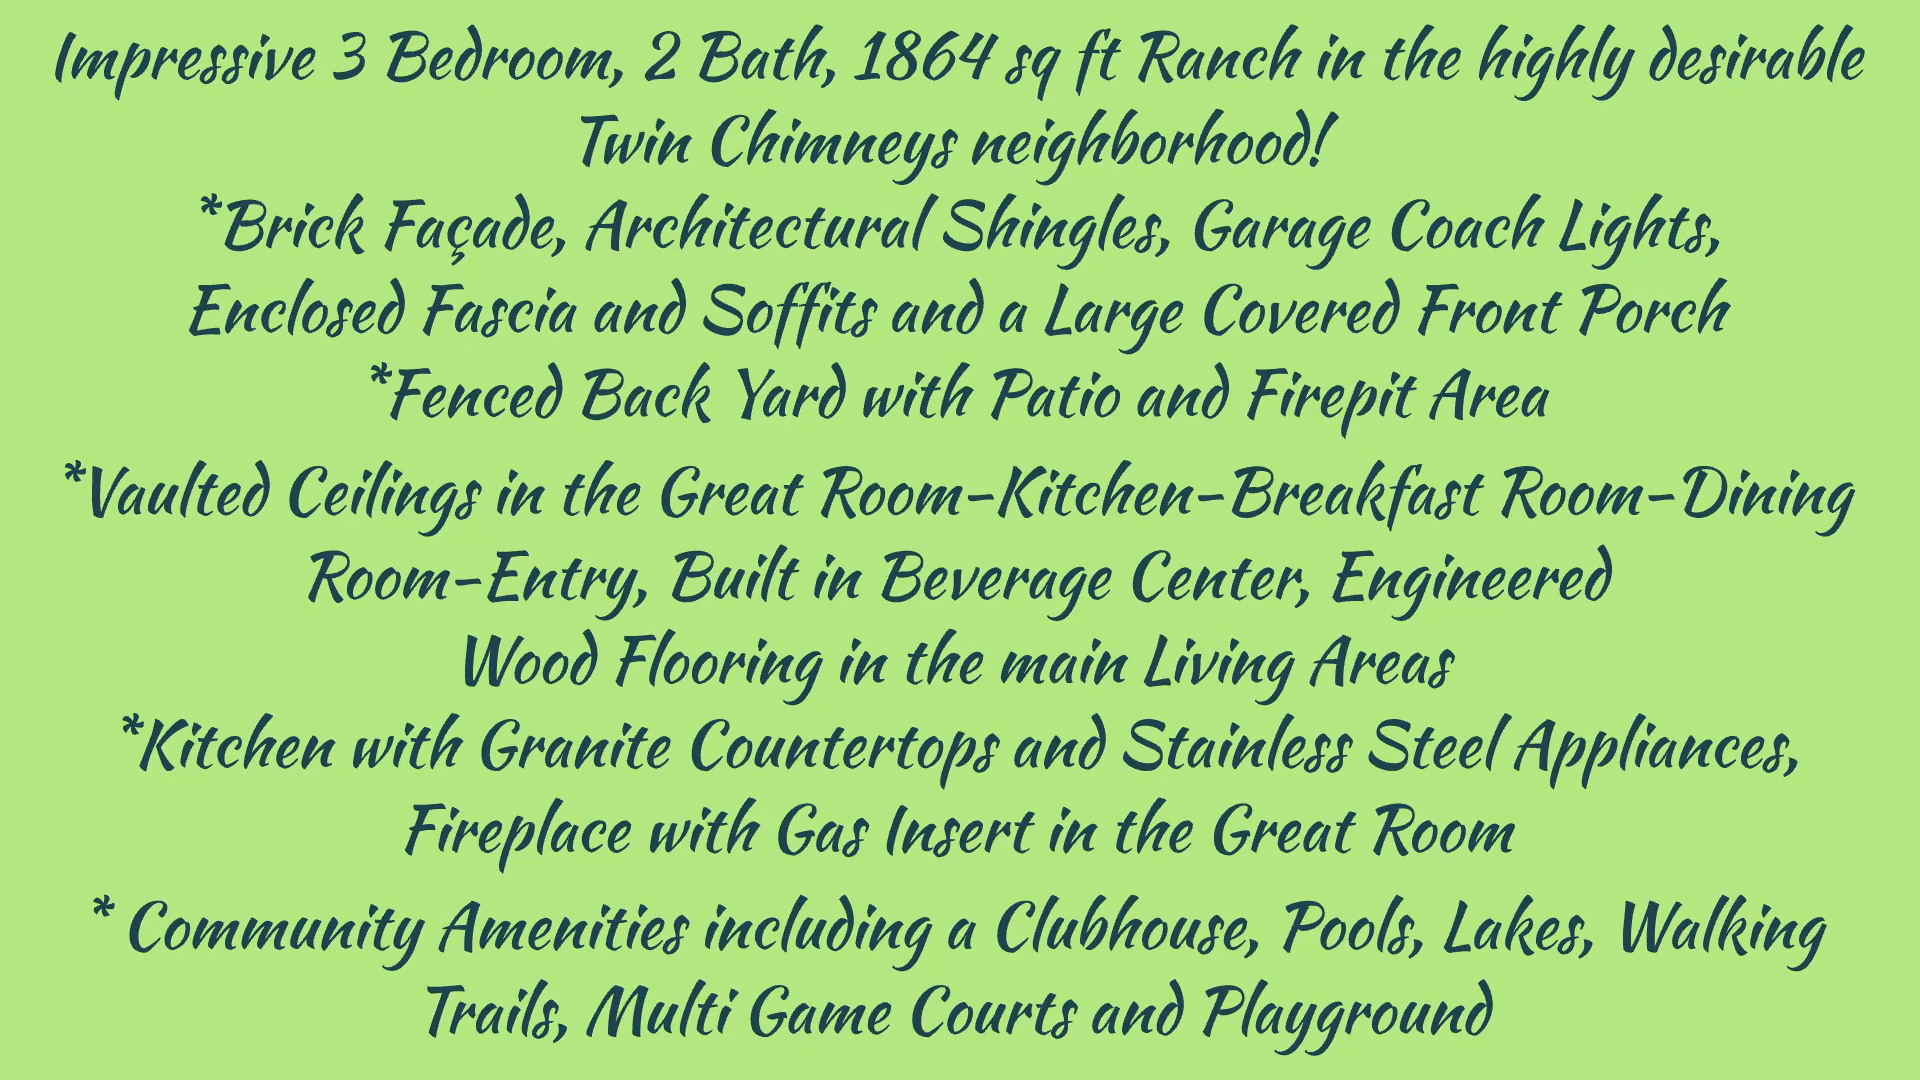 Impressive 3 Bedroom, 2 Bath, 1864 sq ft Ranch in the highly desirable
Twin Chimneys neighborhood!
*Brick Façade, Architectural Shingles, Garage Coach Lights,
Enclosed Fascia and Soffits and a Large Covered Front Porch
*Fenced Back Yard with Patio and Firepit Area
*Vaulted Ceilings in the Great Room-Kitchen-Breakfast Room-Dining
Room-Entry, Built in Beverage Center, Engineered
Wood Flooring in the main Living Areas
*Kitchen with Granite Countertops and Stainless Steel Appliances,
Fireplace with Gas Insert in the Great Room
* Community Amenities including a Clubhouse, Pools, Lakes, Walking
Trails, Multi Game Courts and Playground